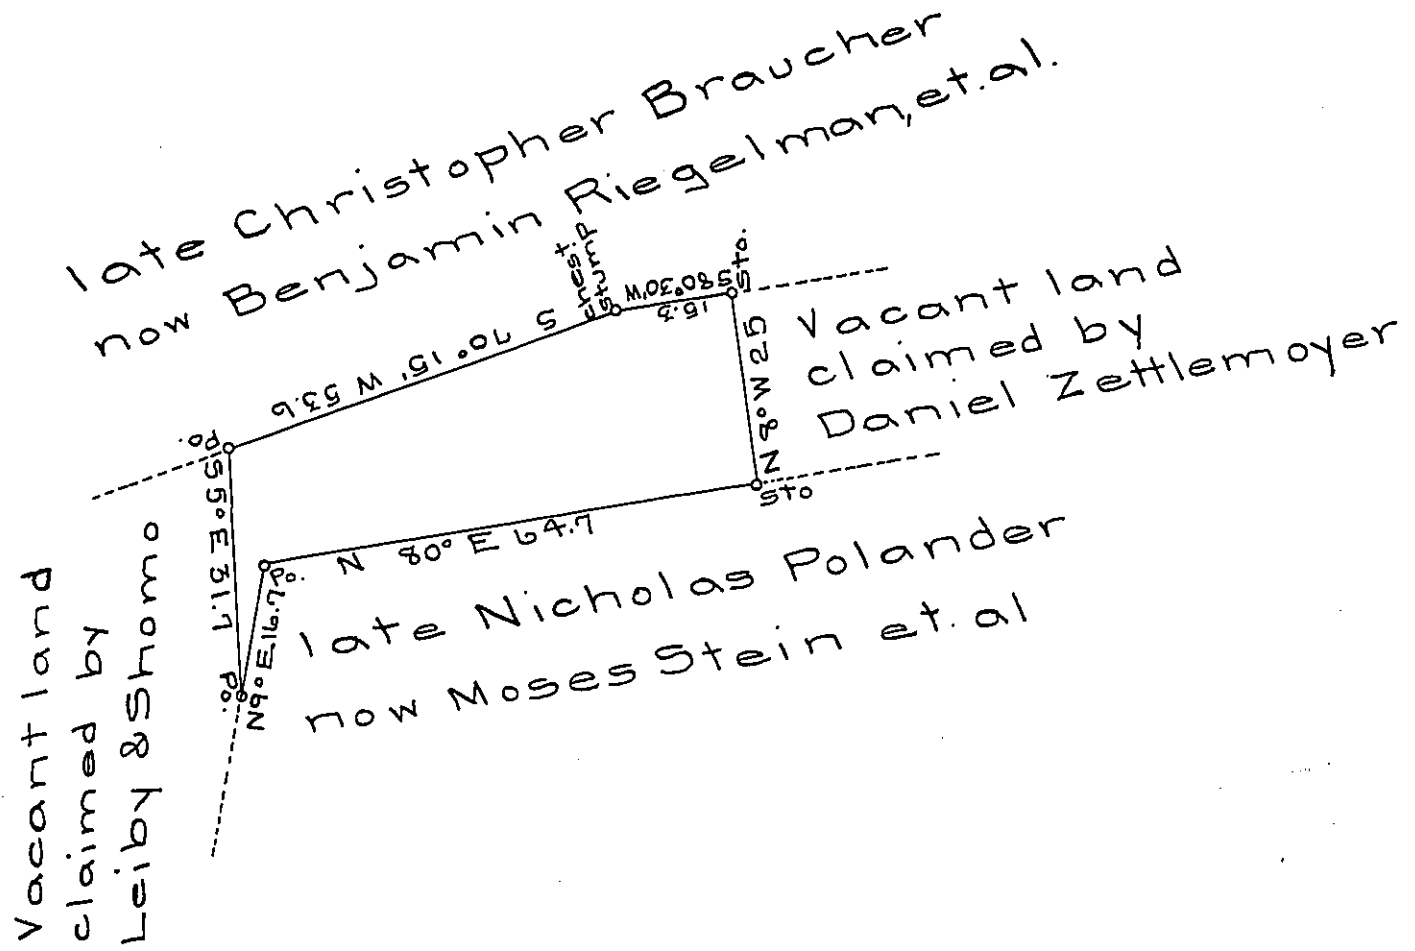 late Christopher Braucher
now Benjamin Riegelman, et. al.
Chest.
Stump
S 80° 30' W
15.3
Sto.
S 70° 15' W 53.6
N 8° W 25
Vacant land
claimed by
Daniel Zettlemoyer
Po.
S 5° E 31.7
Sto
N 80° E 64.7
Po.
N 9° E 16.7
Po.
late Nicholas Polander
now Moses Stein et. al
Vacant land
claimed by
Leiby & Shomo